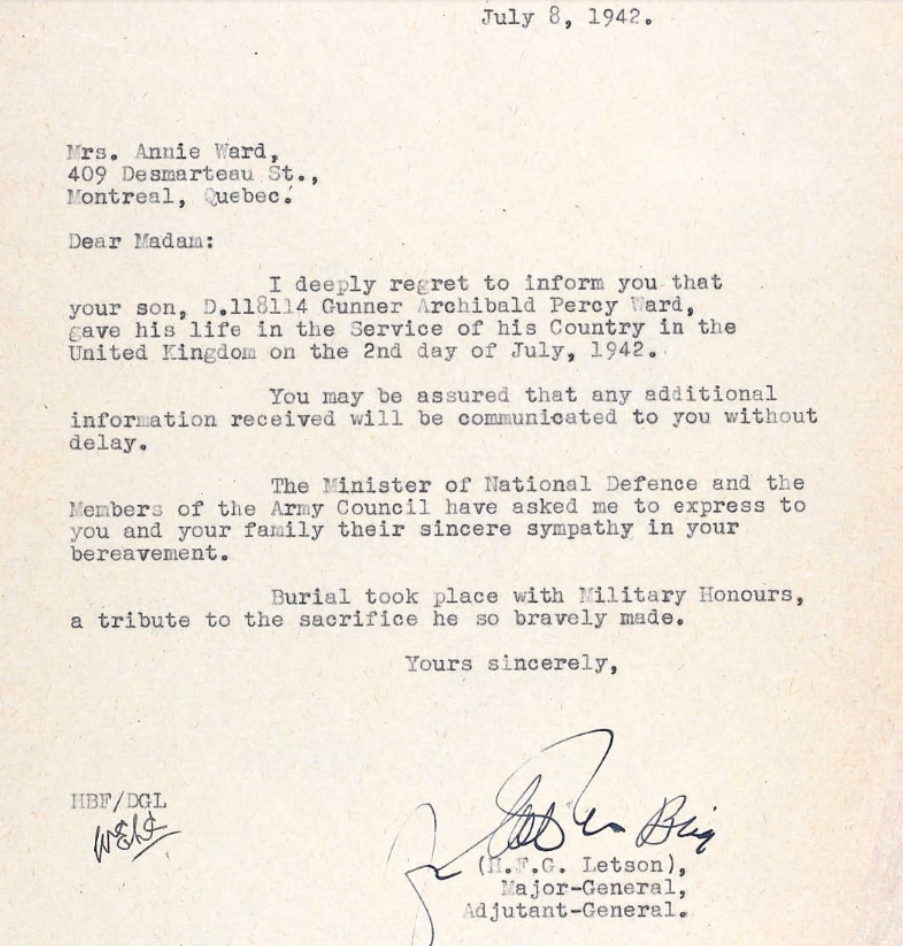 July 8, 1942.
Mrs. Annie Ward,
409 Desmarteau St.,
Montreal, Quebec.
Dear Madam:
I deeply regret to inform you that
your son, D.118114 Gunner Archibald Percy Ward,
gave his life in the Service of his Country in the
United Kingdom on the 2nd day of July, 1942.
You may be assured that any additional
information received will be communicated to you without
delay.
The Minister of National Defence and the
Members of the Army Council have asked me to express to
you and your family their sincere sympathy in your
bereavement.
Burial took place with Military Honours,
a tribute to the sacrifice he so bravely made.
Yours sincerely,
HBF/DGL
Brig
(H.F.G. Letson),
Major-General,
Adjutant-General.